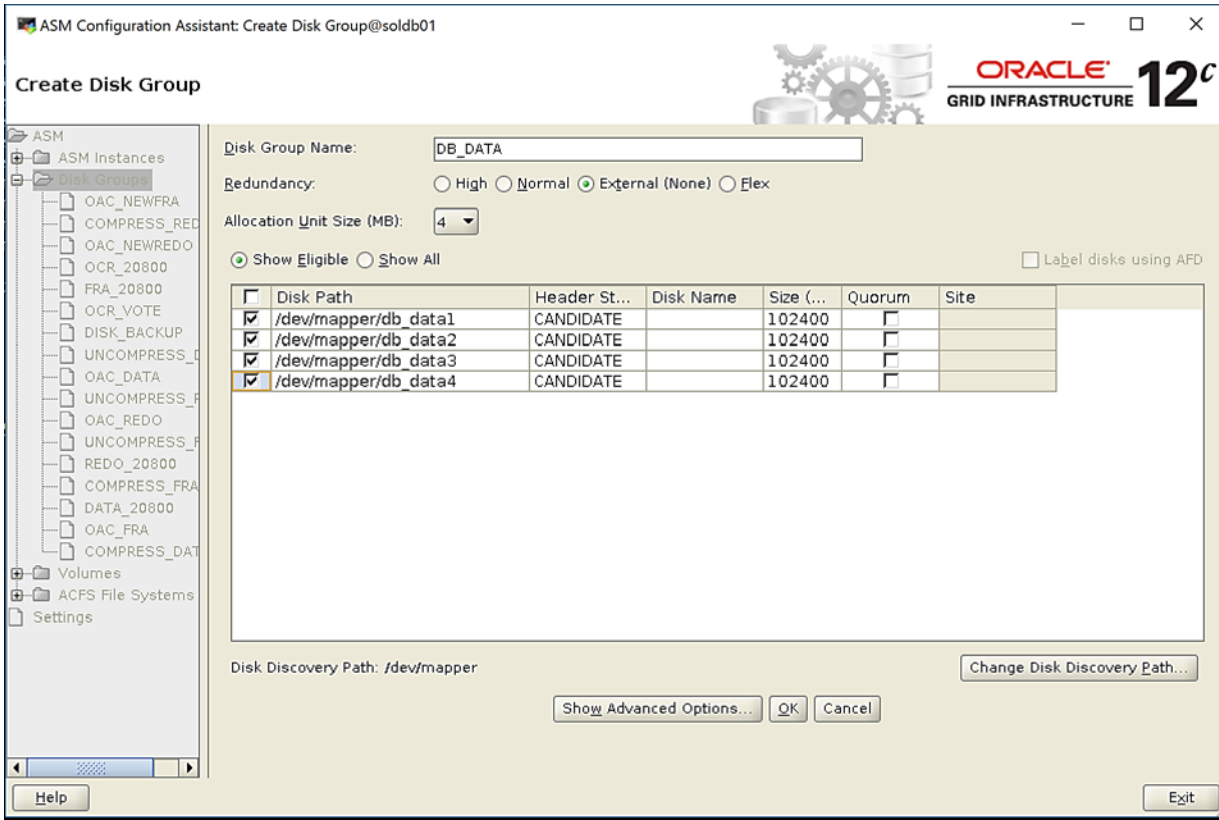 ASM Configuration Assistant: Create Disk Group@soldb01
Create Disk Group
ORACLE
GRID INFRASTRUCTURE
12c
ASM
ASM Instances
Disk Groups
OAC_NEWFRA
COMPRESS_RED
OAC_NEWREDO
OCR_20800
FRA_20800
OCR_VOTE
DISK_BACKUP
UNCOMPRESS_D
OAC_DATA
UNCOMPRESS_F
OAC_REDO
UNCOMPRESS_F
REDO_20800
COMPRESS_FRA
DATA_20800
OAC_FRA
COMPRESS_DAT
Volumes
ACFS File Systems
Settings
Disk Group Name: DB_DATA
Redundancy: High Normal External (None) Flex
Allocation Unit Size (MB): 4
Show Eligible Show All Label disks using AFD
Disk Path Header St... Disk Name Size (... Quorum Site
/dev/mapper/db_data1 CANDIDATE 102400
/dev/mapper/db_data2 CANDIDATE 102400
/dev/mapper/db_data3 CANDIDATE 102400
/dev/mapper/db_data4 CANDIDATE 102400
Disk Discovery Path: /dev/mapper Change Disk Discovery Path...
Show Advanced Options... OK Cancel
Help Exit